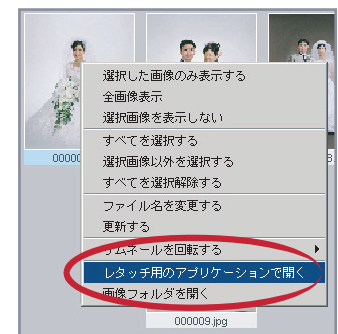 選択した画像のみ表示する
全画像表示
選択画像を表示しない
すべてを選択する
00000
8
選択画像以外を選択する
すべてを選択解除する
ファイル名を変更する
更新する
サムネールを回転する
レタッチ用のアプリケーションで開く
画像フォルダを開く
000009.jpg